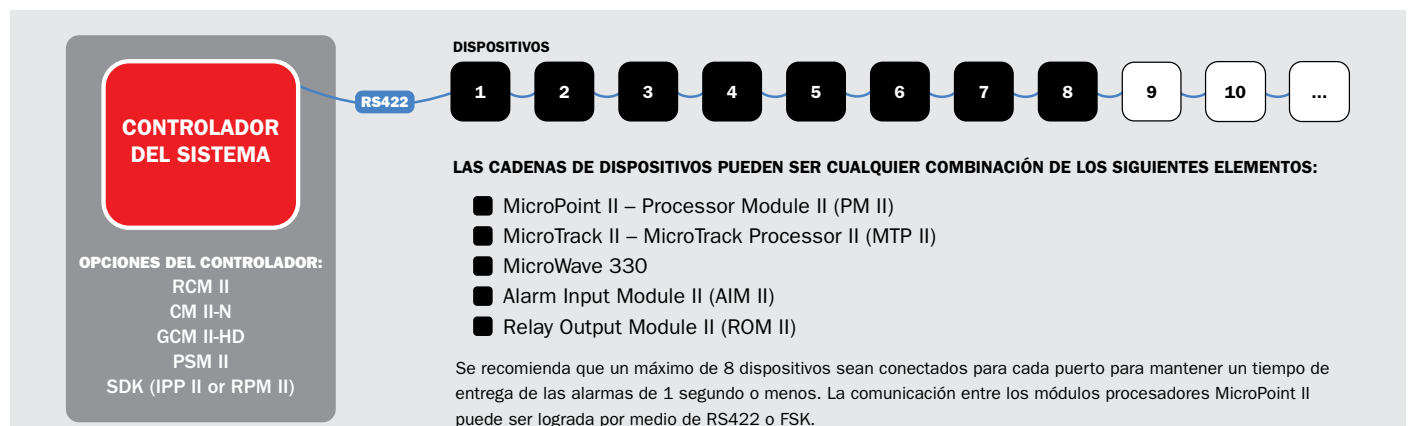 CONTROLADOR
DEL SISTEMA
OPCIONES DEL CONTROLADOR:
RCM II
CM II-N
GCM II-HD
PSM II
SDK (IPP II or RPM II)
RS422
DISPOSITIVOS
1 2 3 4 5 6 7 8 9 10 ...
LAS CADENAS DE DISPOSITIVOS PUEDEN SER CUALQUIER COMBINACIÓN DE LOS SIGUIENTES ELEMENTOS:
MicroPoint II – Processor Module II (PM II)
MicroTrack II – MicroTrack Processor II (MTP II)
MicroWave 330
Alarm Input Module II (AIM II)
Relay Output Module II (ROM II)
Se recomienda que un máximo de 8 dispositivos sean conectados para cada puerto para mantener un tiempo de
entrega de las alarmas de 1 segundo o menos. La comunicación entre los módulos procesadores MicroPoint II
puede ser lograda por medio de RS422 o FSK.